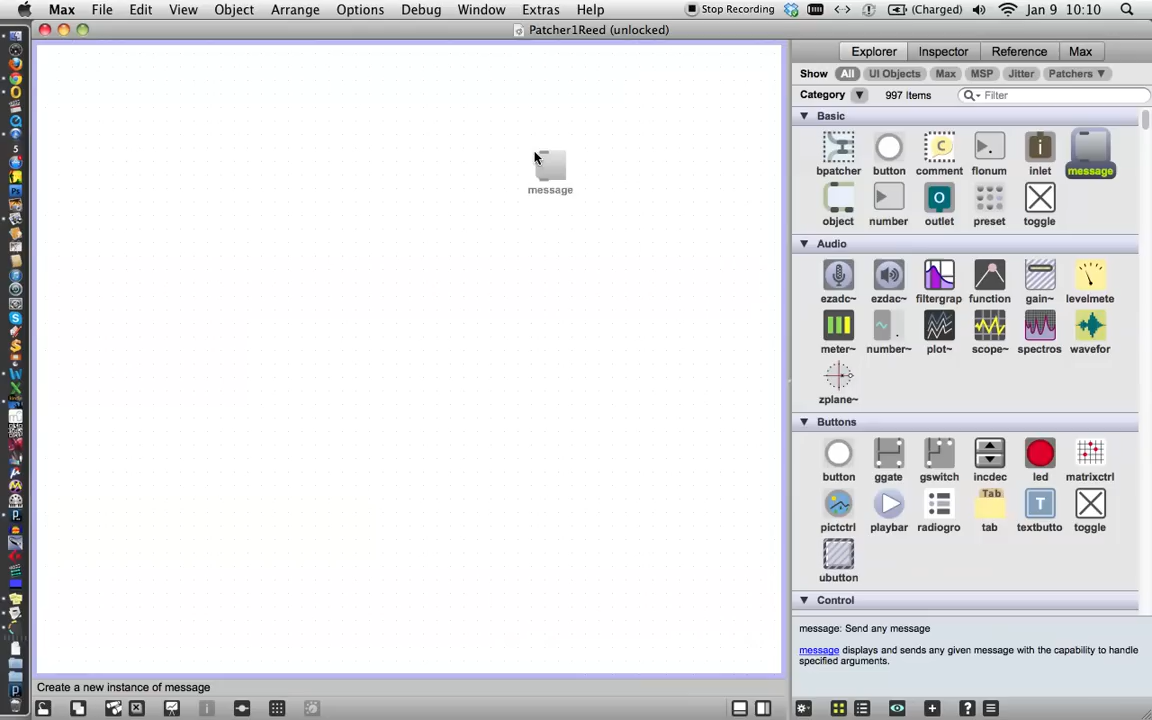 Max File Edit View Object Arrange Options Debug Window Extras Help Stop Recording (Charged) Jan 9 10:10
Patcher1Reed (unlocked)
Explorer Inspector Reference Max
Show All UI Objects Max MSP Jitter Patchers ▼
Category ▼ 997 Items Filter
Basic
bpatcher button comment flonum inlet message
object number outlet preset toggle
message
Audio
ezadc~ ezdac~ filtergrap function gain~ levelmete
meter~ number~ plot~ scope~ spectros wavefor
zplane~
Buttons
button ggate gswitch incdec led matrixctrl
Tab
pictctrl playbar radiogro tab textbutto toggle
ubutton
Control
message: Send any message
message displays and sends any given message with the capability to handle
specified arguments.
Create a new instance of message